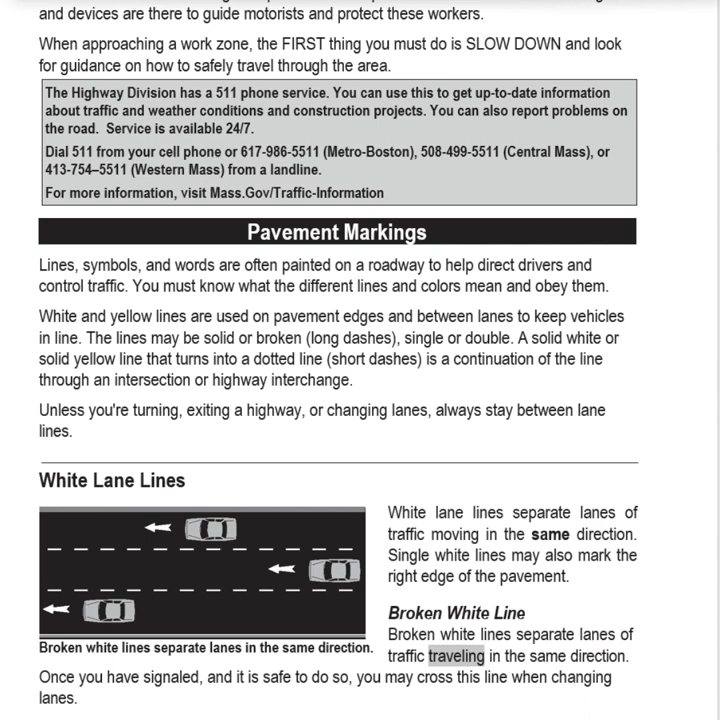 and devices are there to guide motorists and protect these workers.
When approaching a work zone, the FIRST thing you must do is SLOW DOWN and look
for guidance on how to safely travel through the area.
The Highway Division has a 511 phone service. You can use this to get up-to-date information
about traffic and weather conditions and construction projects. You can also report problems on
the road. Service is available 24/7.
Dial 511 from your cell phone or 617-986-5511 (Metro-Boston), 508-499-5511 (Central Mass), or
413-754–5511 (Western Mass) from a landline.
For more information, visit Mass.Gov/Traffic-Information
Pavement Markings
Lines, symbols, and words are often painted on a roadway to help direct drivers and
control traffic. You must know what the different lines and colors mean and obey them.
White and yellow lines are used on pavement edges and between lanes to keep vehicles
in line. The lines may be solid or broken (long dashes), single or double. A solid white or
solid yellow line that turns into a dotted line (short dashes) is a continuation of the line
through an intersection or highway interchange.
Unless you're turning, exiting a highway, or changing lanes, always stay between lane
lines.
White Lane Lines
White lane lines separate lanes of
traffic moving in the same direction.
Single white lines may also mark the
right edge of the pavement.
Broken White Line
Broken white lines separate lanes of
traffic traveling in the same direction.
Broken white lines separate lanes in the same direction.
Once you have signaled, and it is safe to do so, you may cross this line when changing
lanes.